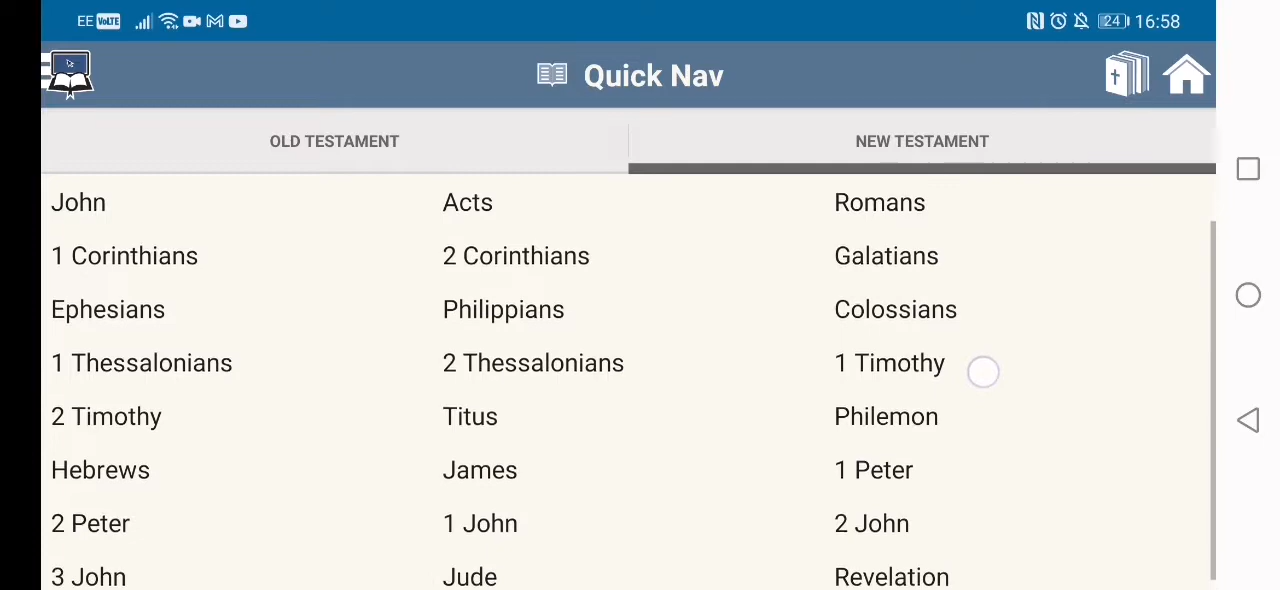 EE VoLTE 24 16:58
Quick Nav
OLD TESTAMENT NEW TESTAMENT
John Acts Romans
1 Corinthians 2 Corinthians Galatians
Ephesians Philippians Colossians
1 Thessalonians 2 Thessalonians 1 Timothy
2 Timothy Titus Philemon
Hebrews James 1 Peter
2 Peter 1 John 2 John
3 John Jude Revelation